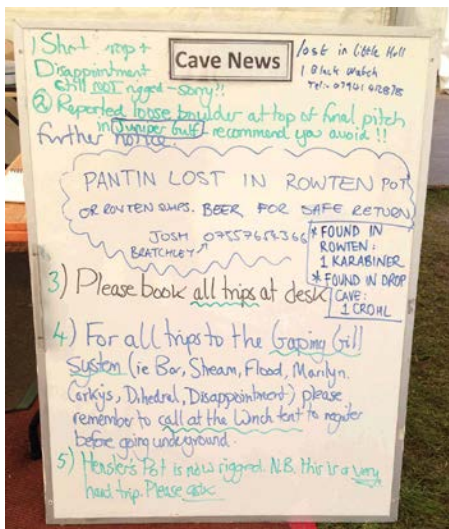 Cave News
1) Short trip +
Disappointment
still NOT rigged - sorry!!
lost in little Hull
1 Black watch
② Reported loose boulder at top of final pitch
in Juniper Gulf recommend you avoid!!
further notice.
PANTIN LOST IN ROWTEN POT
OR ROWTEN SUMPS. BEER FOR SAFE RETURN
JOSH
BRATCHLEY
* FOUND IN
ROWTEN:
1 KARABINER
* FOUND IN DROP
CAVE:
1 CROHL
3) Please book all trips at desk
4) For all trips to the Gaping Gill
System (ie Bar, Stream, Flood, Marilyn.
Corkys, Dihedral, Disappointment) please
remember to call at the Winch tent to register
before going underground.
5) Hensler's Pot is now rigged. N.B. this is a very
hard trip. Please ask